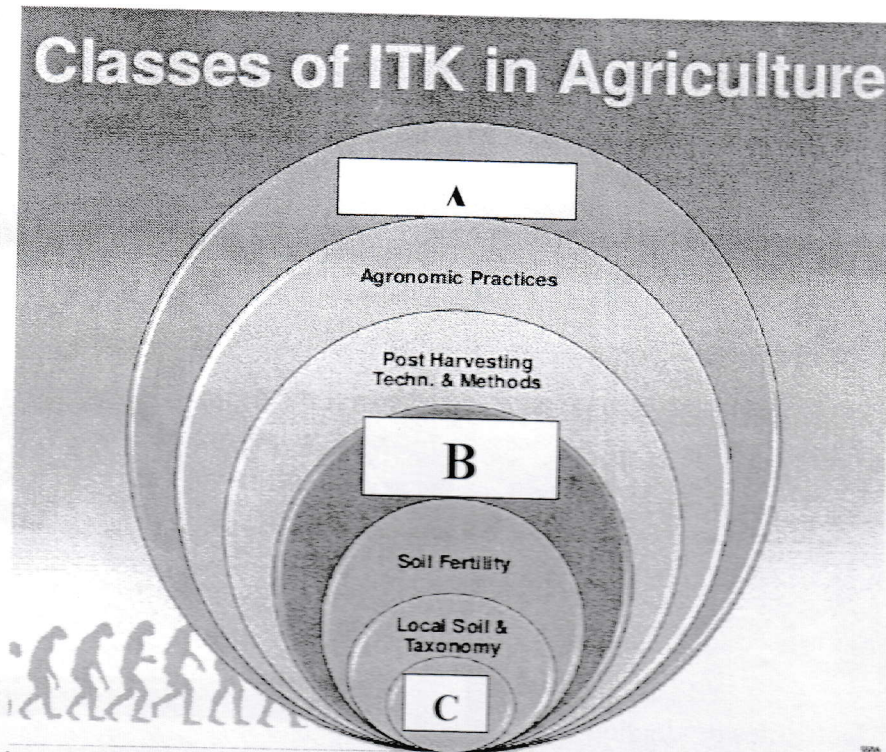 Classes of ITK in Agriculture
A
Agronomic Practices
Post Harvesting
Techn. & Methods
B
Soil Fertility
Local Soil &
Taxonomy
C